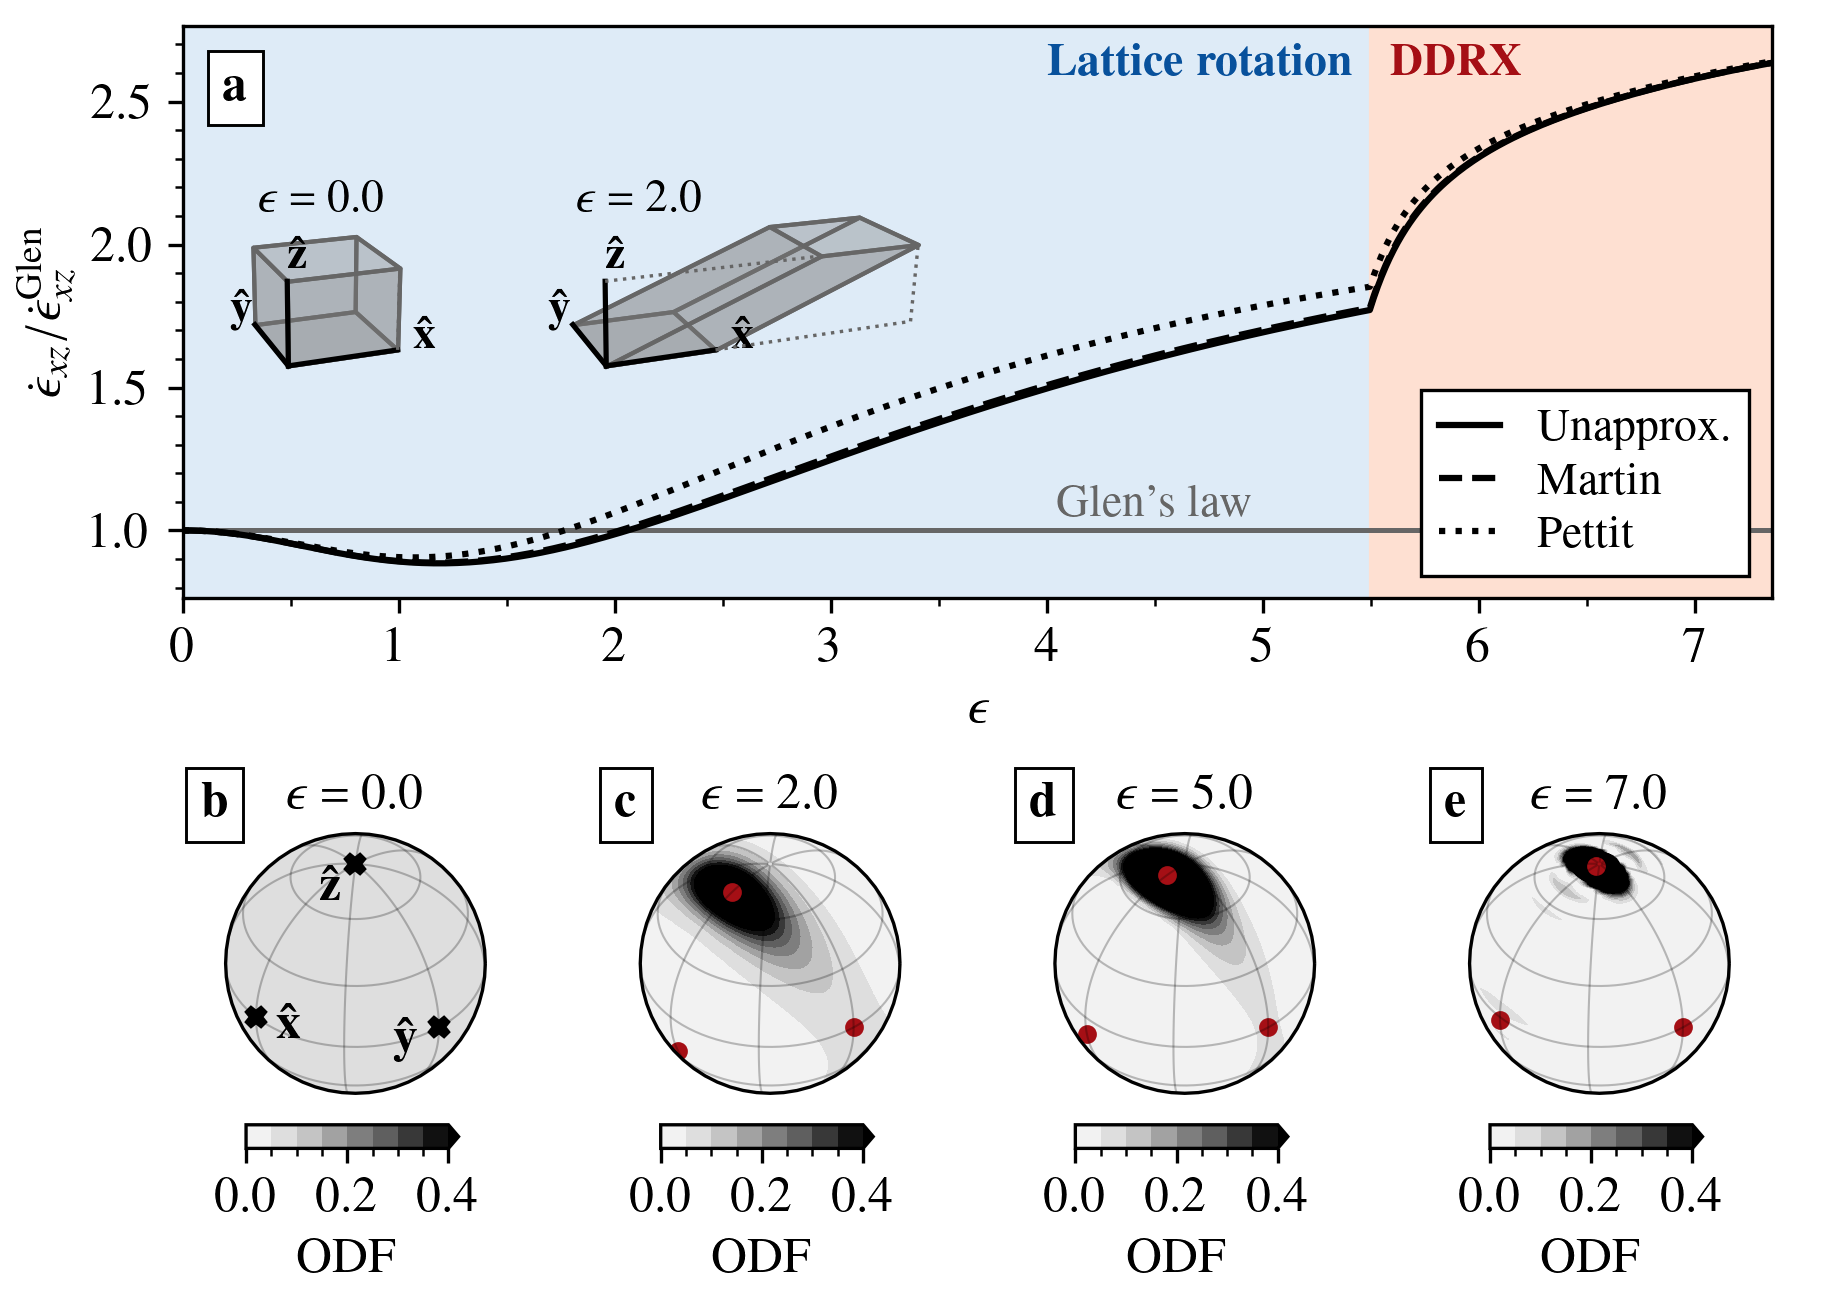 a
Lattice rotation
DDRX
ϵ = 0.0
ẑ
ŷ
x̂
ϵ = 2.0
ẑ
ŷ
x̂
Glen's law
Unapprox.
Martin
Pettit
ϵ̇xz/ϵ̇xz^Glen
2.5
2.0
1.5
1.0
0 1 2 3 4 5 6 7
ϵ
b ϵ = 0.0
ẑ
x̂
ŷ
0.0 0.2 0.4
ODF
c ϵ = 2.0
0.0 0.2 0.4
ODF
d ϵ = 5.0
0.0 0.2 0.4
ODF
e ϵ = 7.0
0.0 0.2 0.4
ODF